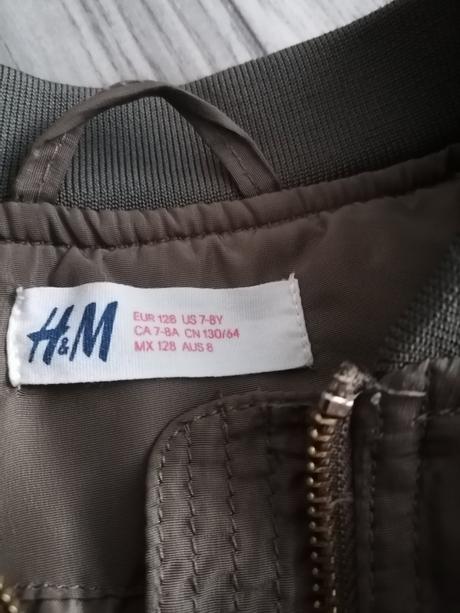 H&M
EUR 128 US 7-8Y
CA 7-8A CN 130/64
MX 128 AUS 8